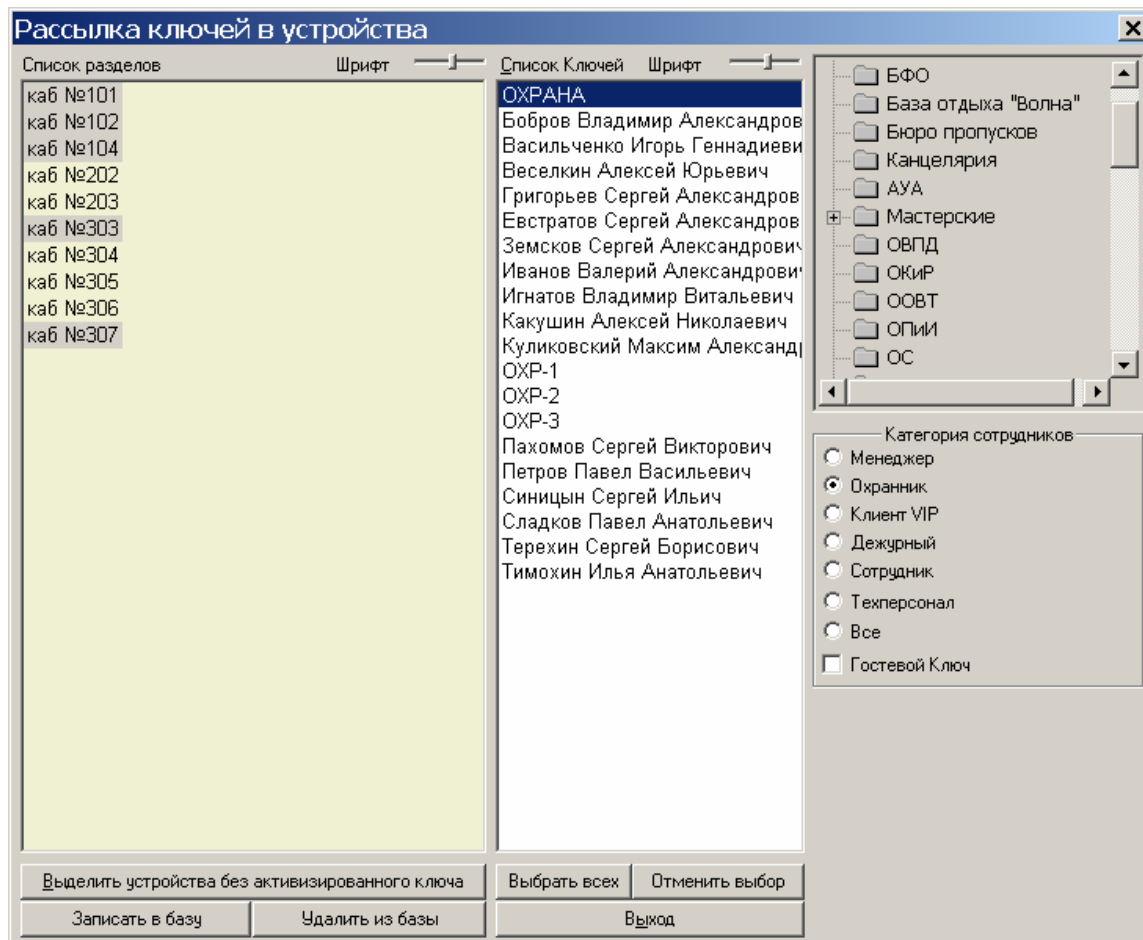 Рассылка ключей в устройства
Список разделов
Шрифт
каб №101
каб №102
каб №104
каб №202
каб №203
каб №303
каб №304
каб №305
каб №306
каб №307
Список Ключей
Шрифт
ОХРАНА
Бобров Владимир Александров
Васильченко Игорь Геннадиеви
Веселкин Алексей Юрьевич
Григорьев Сергей Александров
Евстратов Сергей Александров
Земсков Сергей Александрович
Иванов Валерий Александрович
Игнатов Владимир Витальевич
Какушин Алексей Николаевич
Куликовский Максим Александ
ОХР-1
ОХР-2
ОХР-3
Пахомов Сергей Викторович
Петров Павел Васильевич
Синицын Сергей Ильич
Сладков Павел Анатольевич
Терехин Сергей Борисович
Тимохин Илья Анатольевич
БФО
База отдыха "Волна"
Бюро пропусков
Канцелярия
АУА
Мастерские
ОВПД
ОКиР
ООВТ
ОПиИ
ОС
Категория сотрудников
Менеджер
Охранник
Клиент VIP
Дежурный
Сотрудник
Техперсонал
Все
Гостевой Ключ
Выделить устройства без активизированного ключа
Записать в базу
Удалить из базы
Выбрать всех
Отменить выбор
Выход